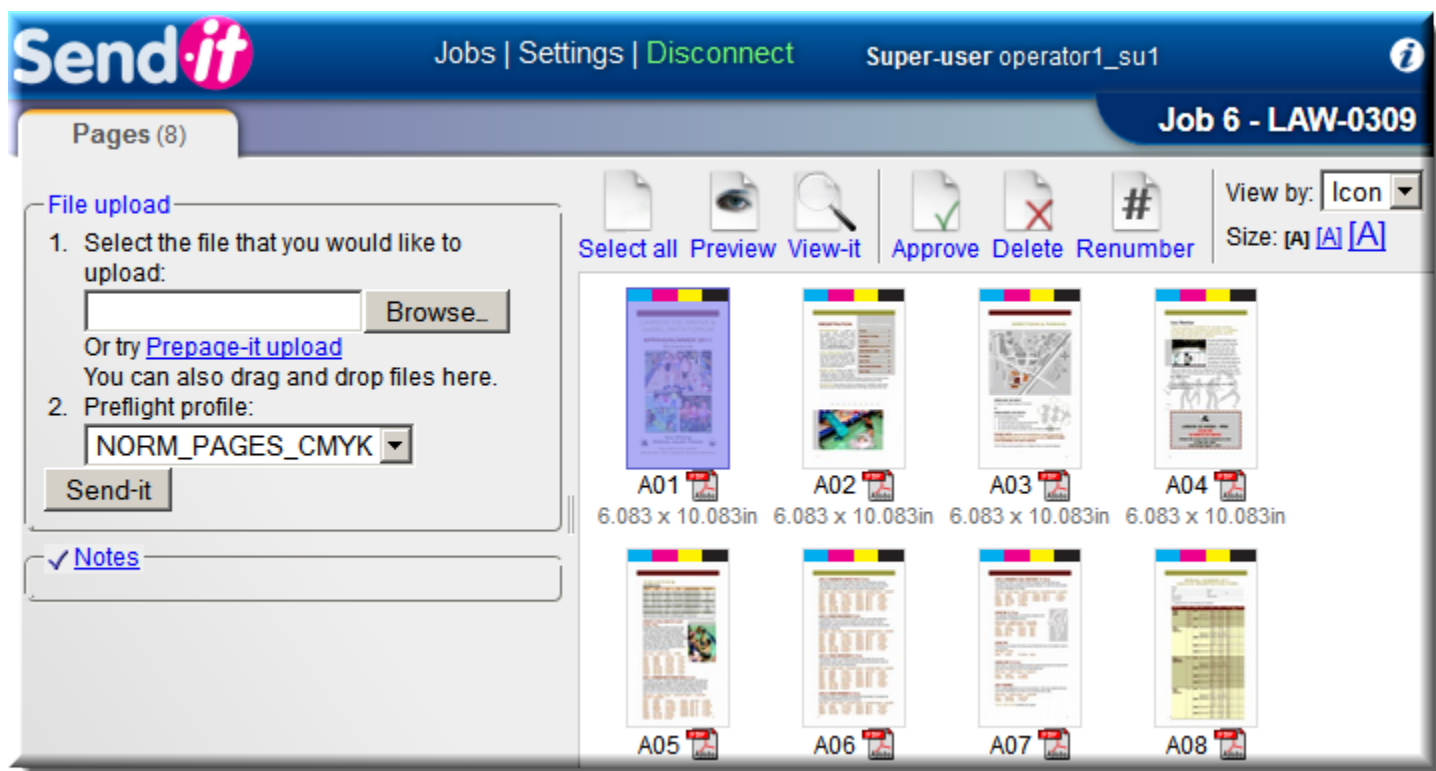 Send-it
Jobs | Settings | Disconnect
Super-user operator1_su1
i
Pages (8)
Job 6 - LAW-0309
File upload
1. Select the file that you would like to
upload:
Browse...
Or try Prepage-it upload
You can also drag and drop files here.
2. Preflight profile:
NORM_PAGES_CMYK
Send-it
Notes
Select all Preview View-it Approve Delete # Renumber
View by: Icon
Size: [A] [A] [A]
REGISTRATION
A01 A02 A03 A04
6.083 x 10.083in 6.083 x 10.083in 6.083 x 10.083in 6.083 x 10.083in
A05 A06 A07 A08